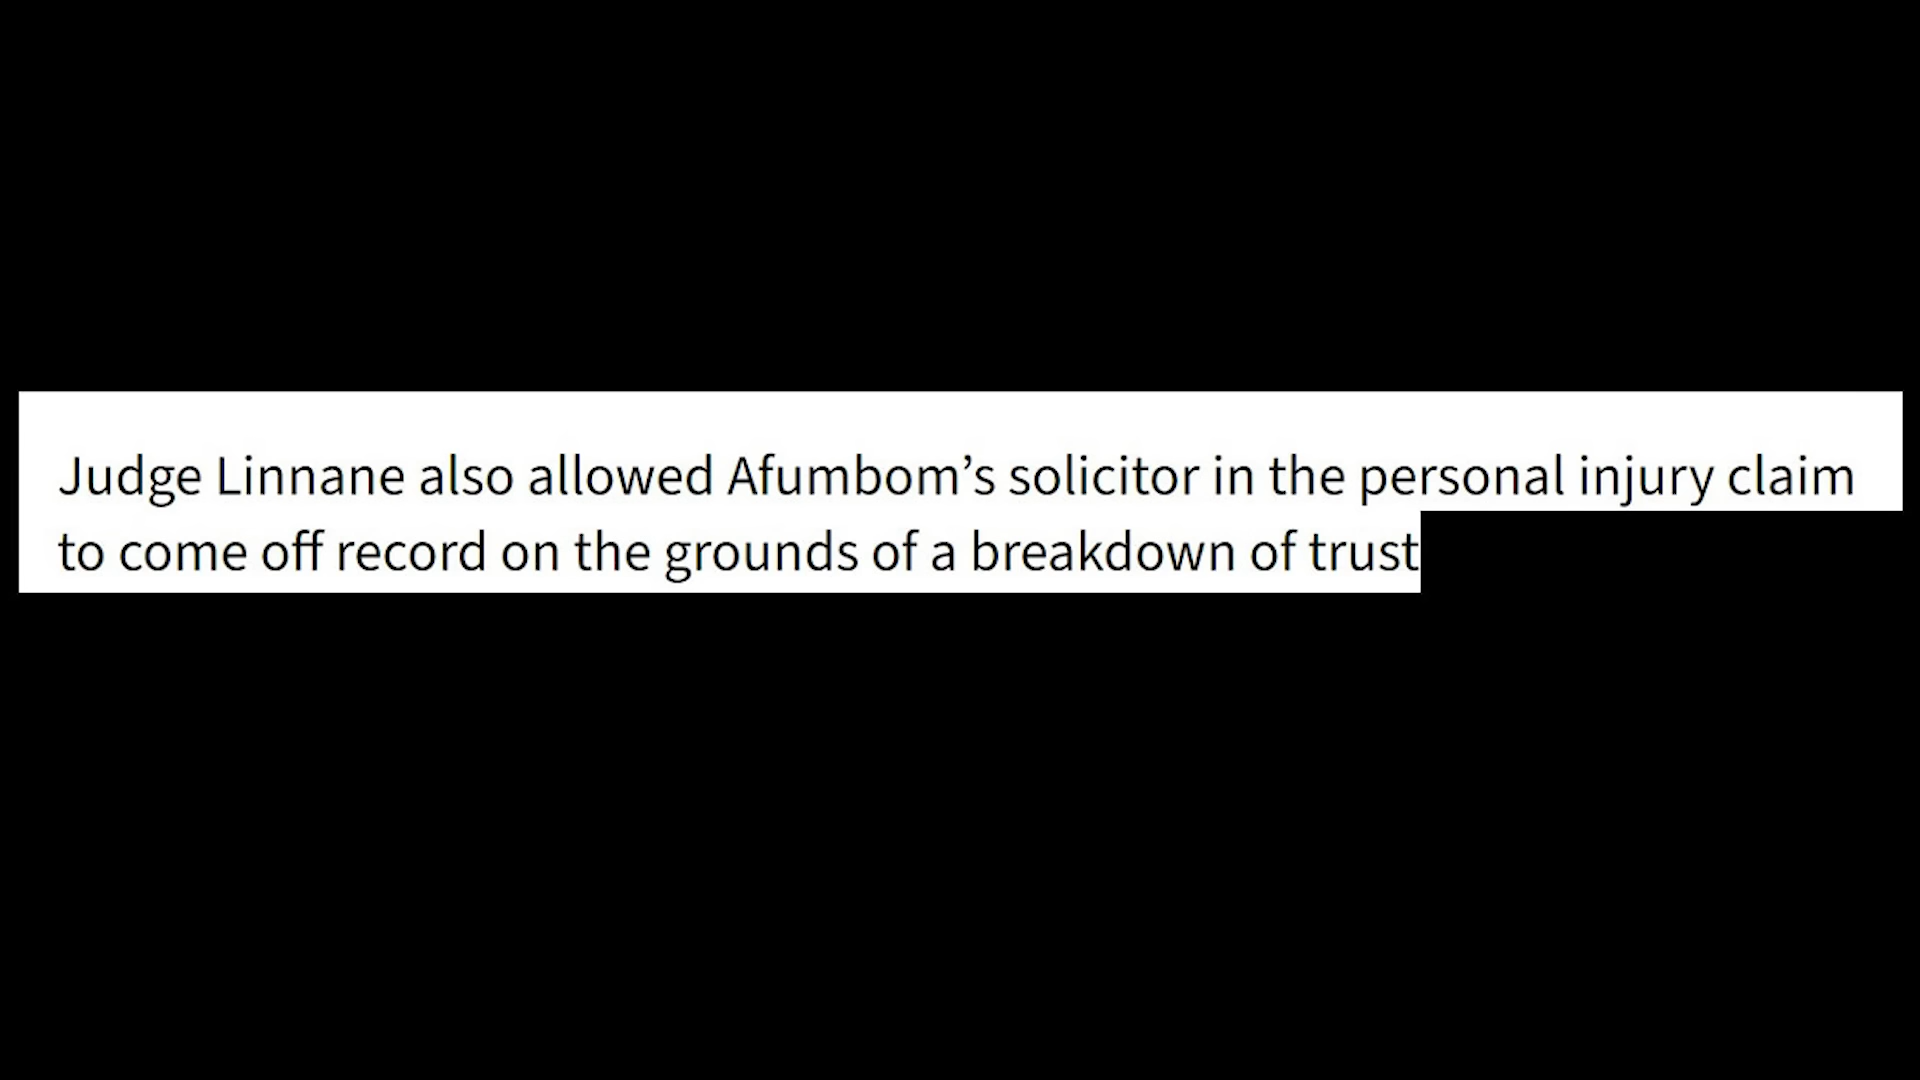 Judge Linnane also allowed Afumbom’s solicitor in the personal injury claim
to come off record on the grounds of a breakdown of trust